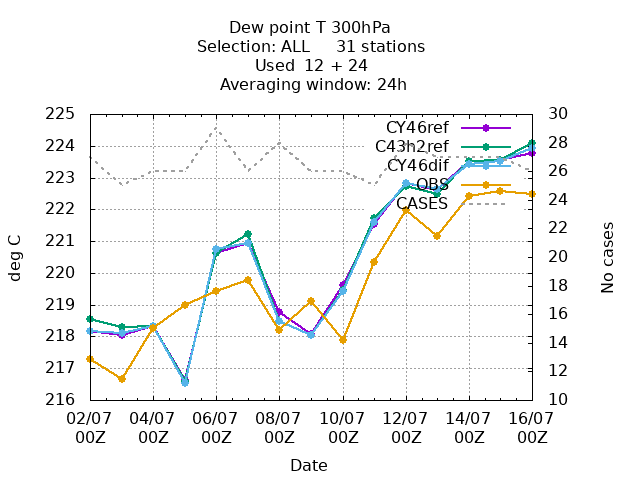 Dew point T 300hPa
Selection: ALL     31 stations
Used  12 + 24
Averaging window: 24h
225
224
223
222
221
220
219
218
217
216
30
28
26
24
22
20
18
16
14
12
10
CY46ref
C43h2ref
CY46dif
OBS
CASES
deg C
No cases
02/07 04/07 06/07 08/07 10/07 12/07 14/07 16/07
00Z 00Z 00Z 00Z 00Z 00Z 00Z 00Z
Date